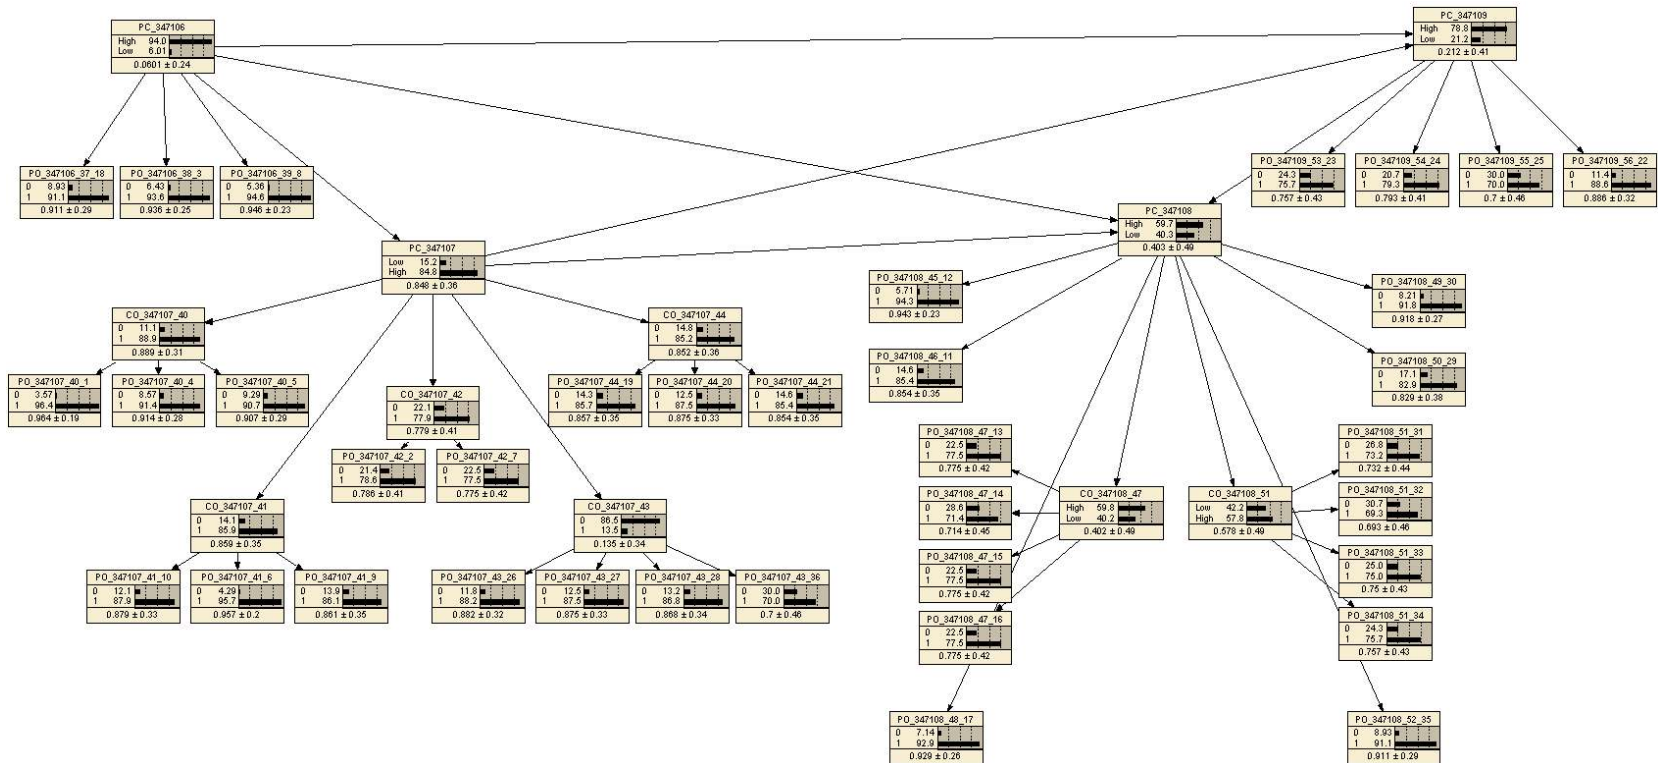 PC_347106
High 94.0
Low 6.01
0.0601 ± 0.24
PC_347109
High 78.8
Low 21.2
0.212 ± 0.41
PO_347106_37_18
0 8.93
1 91.1
0.911 ± 0.29
PO_347106_38_3
0 6.43
1 93.6
0.936 ± 0.25
PO_347106_39_8
0 5.36
1 94.6
0.946 ± 0.23
PO_347109_53_23
0 24.3
1 75.7
0.757 ± 0.43
PO_347109_54_24
0 20.7
1 79.3
0.793 ± 0.41
PO_347109_55_25
0 30.0
1 70.0
0.7 ± 0.46
PO_347109_56_22
0 11.4
1 88.6
0.886 ± 0.32
PC_347108
High 59.7
Low 40.3
0.403 ± 0.49
PC_347107
Low 15.2
High 84.8
0.848 ± 0.36
PO_347108_45_12
0 5.71
1 94.3
0.943 ± 0.23
PO_347108_49_30
0 8.21
1 91.8
0.918 ± 0.27
CO_347107_40
0 11.1
1 88.9
0.889 ± 0.31
CO_347107_44
0 14.8
1 85.2
0.852 ± 0.36
PO_347108_46_11
0 14.6
1 85.4
0.854 ± 0.35
PO_347108_50_29
0 17.1
1 82.9
0.829 ± 0.38
PO_347107_40_1
0 3.57
1 96.4
0.964 ± 0.19
PO_347107_40_4
0 8.57
1 91.4
0.914 ± 0.28
PO_347107_40_5
0 9.29
1 90.7
0.907 ± 0.29
PO_347107_44_19
0 14.3
1 85.7
0.857 ± 0.35
PO_347107_44_20
0 12.5
1 87.5
0.875 ± 0.33
PO_347107_44_21
0 14.6
1 85.4
0.854 ± 0.35
CO_347107_42
0 22.1
1 77.9
0.779 ± 0.41
PO_347107_42_2
0 21.4
1 78.6
0.786 ± 0.41
PO_347107_42_7
0 22.5
1 77.5
0.775 ± 0.42
PO_347108_47_13
0 22.5
1 77.5
0.775 ± 0.42
PO_347108_51_31
0 26.8
1 73.2
0.732 ± 0.44
PO_347108_47_14
0 28.6
1 71.4
0.714 ± 0.45
CO_347108_47
High 59.8
Low 40.2
0.402 ± 0.49
CO_347108_51
Low 42.2
High 57.8
0.578 ± 0.49
PO_347108_51_32
0 30.7
1 69.3
0.693 ± 0.46
CO_347107_41
0 14.1
1 85.9
0.859 ± 0.35
CO_347107_43
0 86.5
1 13.5
0.135 ± 0.34
PO_347108_47_15
0 22.5
1 77.5
0.775 ± 0.42
PO_347108_51_33
0 25.0
1 75.0
0.75 ± 0.43
PO_347107_41_10
0 12.1
1 87.9
0.879 ± 0.33
PO_347107_41_6
0 4.29
1 95.7
0.957 ± 0.2
PO_347107_41_9
0 13.9
1 86.1
0.861 ± 0.35
PO_347107_43_26
0 11.8
1 88.2
0.882 ± 0.32
PO_347107_43_27
0 12.5
1 87.5
0.875 ± 0.33
PO_347107_43_28
0 13.2
1 86.8
0.868 ± 0.34
PO_347107_43_36
0 30.0
1 70.0
0.7 ± 0.46
PO_347108_47_16
0 22.5
1 77.5
0.775 ± 0.42
PO_347108_51_34
0 24.3
1 75.7
0.757 ± 0.43
PO_347108_48_17
0 7.14
1 92.9
0.929 ± 0.26
PO_347108_52_35
0 8.93
1 91.1
0.911 ± 0.29